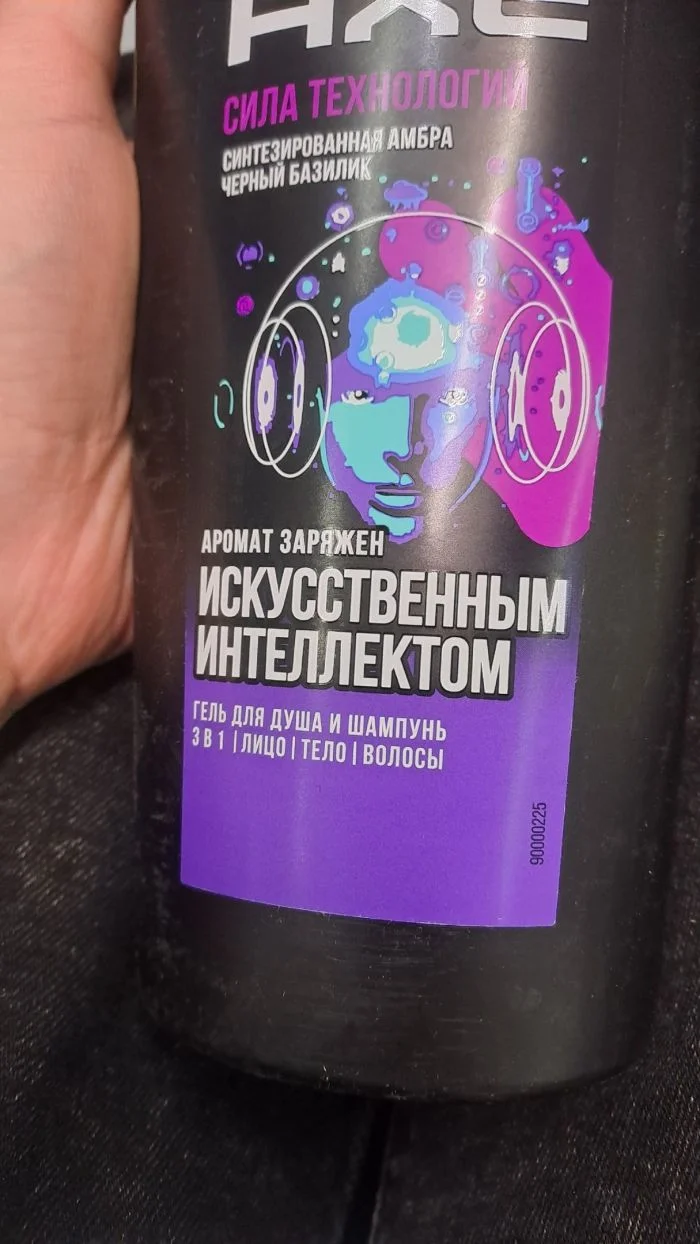 AXE
СИЛА ТЕХНОЛОГИЙ
СИНТЕЗИРОВАННАЯ АМБРА
ЧЕРНЫЙ БАЗИЛИК
АРОМАТ ЗАРЯЖЕН
ИСКУССТВЕННЫМ
ИНТЕЛЛЕКТОМ
ГЕЛЬ ДЛЯ ДУША И ШАМПУНЬ
3 В 1 | ЛИЦО | ТЕЛО | ВОЛОСЫ
90000225